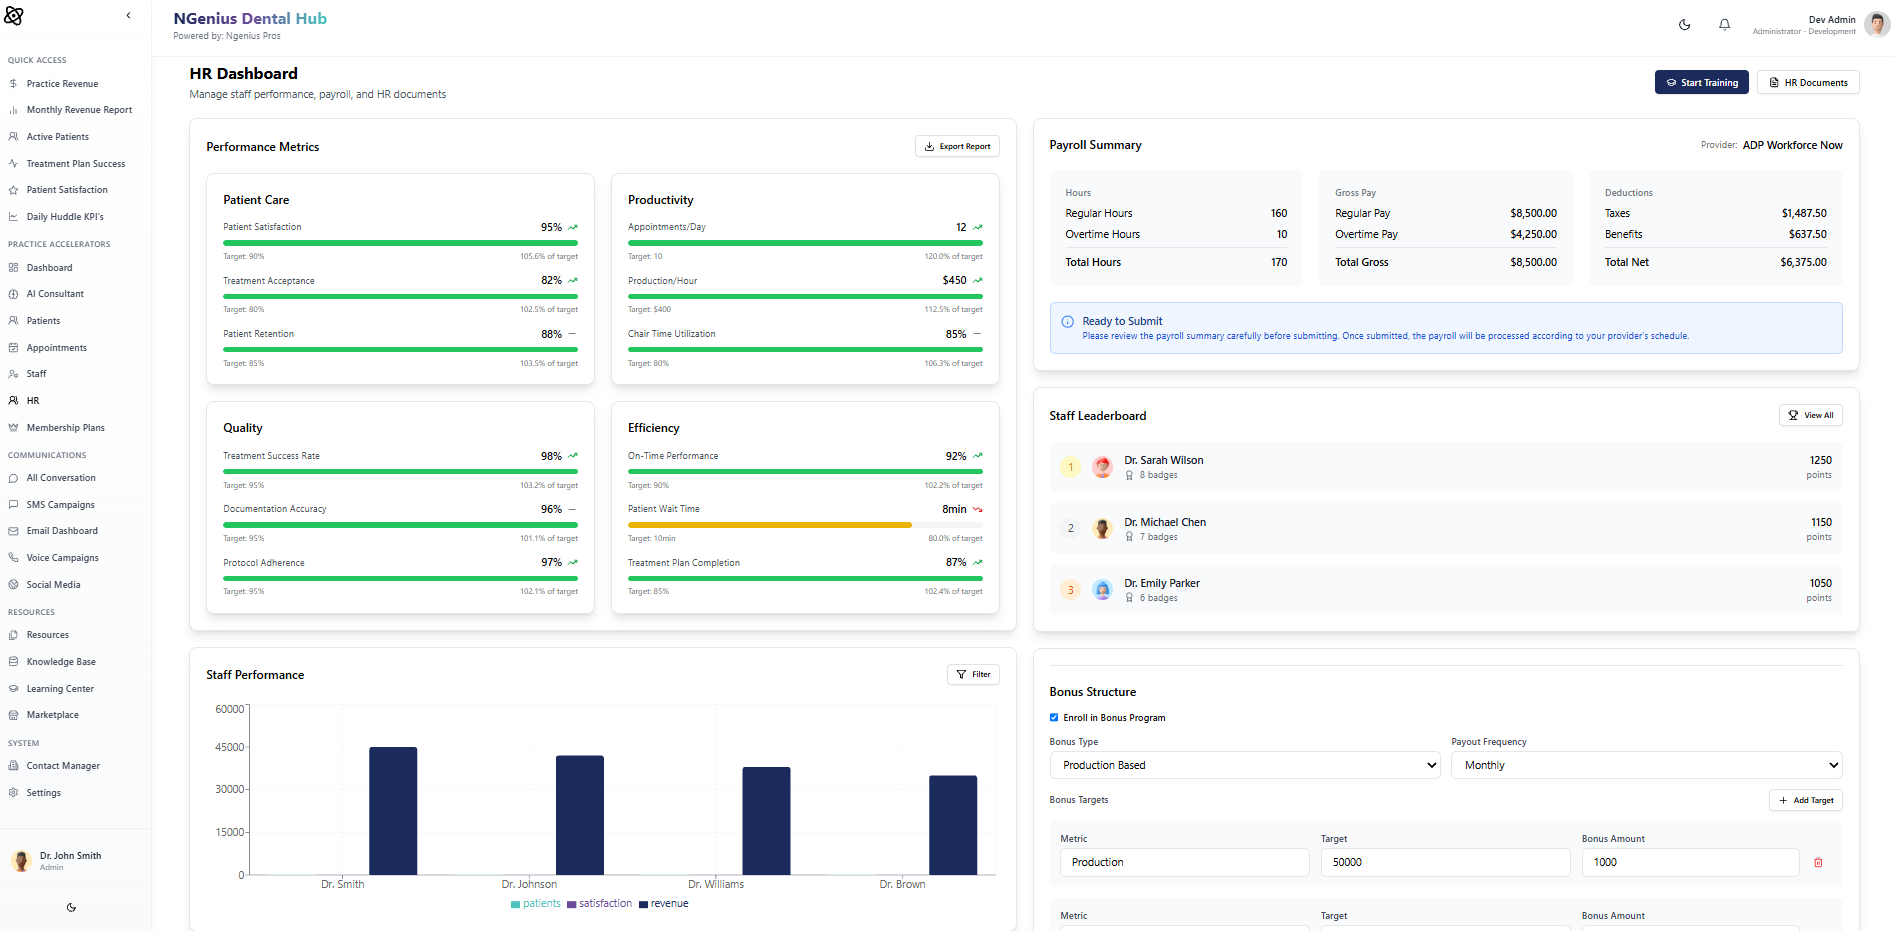 NGenius Dental Hub
Powered by: Ngenius Pros
Dev Admin
Administrator - Development
QUICK ACCESS
Practice Revenue
Monthly Revenue Report
Active Patients
Treatment Plan Success
Patient Satisfaction
Daily Huddle KPI's
PRACTICE ACCELERATORS
Dashboard
AI Consultant
Patients
Appointments
Staff
HR
Membership Plans
COMMUNICATIONS
All Conversation
SMS Campaigns
Email Dashboard
Voice Campaigns
Social Media
RESOURCES
Resources
Knowledge Base
Learning Center
Marketplace
SYSTEM
Contact Manager
Settings
Dr. John Smith
Admin
HR Dashboard
Manage staff performance, payroll, and HR documents
Start Training
HR Documents
Performance Metrics
Export Report
Patient Care
Patient Satisfaction 95%
Target: 90% 105.6% of target
Treatment Acceptance 82%
Target: 80% 102.5% of target
Patient Retention 88%
Target: 85% 103.5% of target
Productivity
Appointments/Day 12
Target: 10 120.0% of target
Production/Hour $450
Target: $400 112.5% of target
Chair Time Utilization 85%
Target: 80% 106.3% of target
Quality
Treatment Success Rate 98%
Target: 95% 103.2% of target
Documentation Accuracy 96%
Target: 95% 101.1% of target
Protocol Adherence 97%
Target: 95% 102.1% of target
Efficiency
On-Time Performance 92%
Target: 90% 102.2% of target
Patient Wait Time 8min
Target: 10min 80.0% of target
Treatment Plan Completion 87%
Target: 85% 102.4% of target
Staff Performance
Filter
60000
45000
30000
15000
0
Dr. Smith Dr. Johnson Dr. Williams Dr. Brown
patients satisfaction revenue
Payroll Summary
Provider: ADP Workforce Now
Hours
Regular Hours 160
Overtime Hours 10
Total Hours 170
Gross Pay
Regular Pay $8,500.00
Overtime Pay $4,250.00
Total Gross $8,500.00
Deductions
Taxes $1,487.50
Benefits $637.50
Total Net $6,375.00
Ready to Submit
Please review the payroll summary carefully before submitting. Once submitted, the payroll will be processed according to your provider's schedule.
Staff Leaderboard
View All
1 Dr. Sarah Wilson 1250
8 badges points
2 Dr. Michael Chen 1150
7 badges points
3 Dr. Emily Parker 1050
6 badges points
Bonus Structure
Enroll in Bonus Program
Bonus Type Payout Frequency
Production Based Monthly
Bonus Targets
Add Target
Metric Target Bonus Amount
Production 50000 1000
Metric Target Bonus Amount